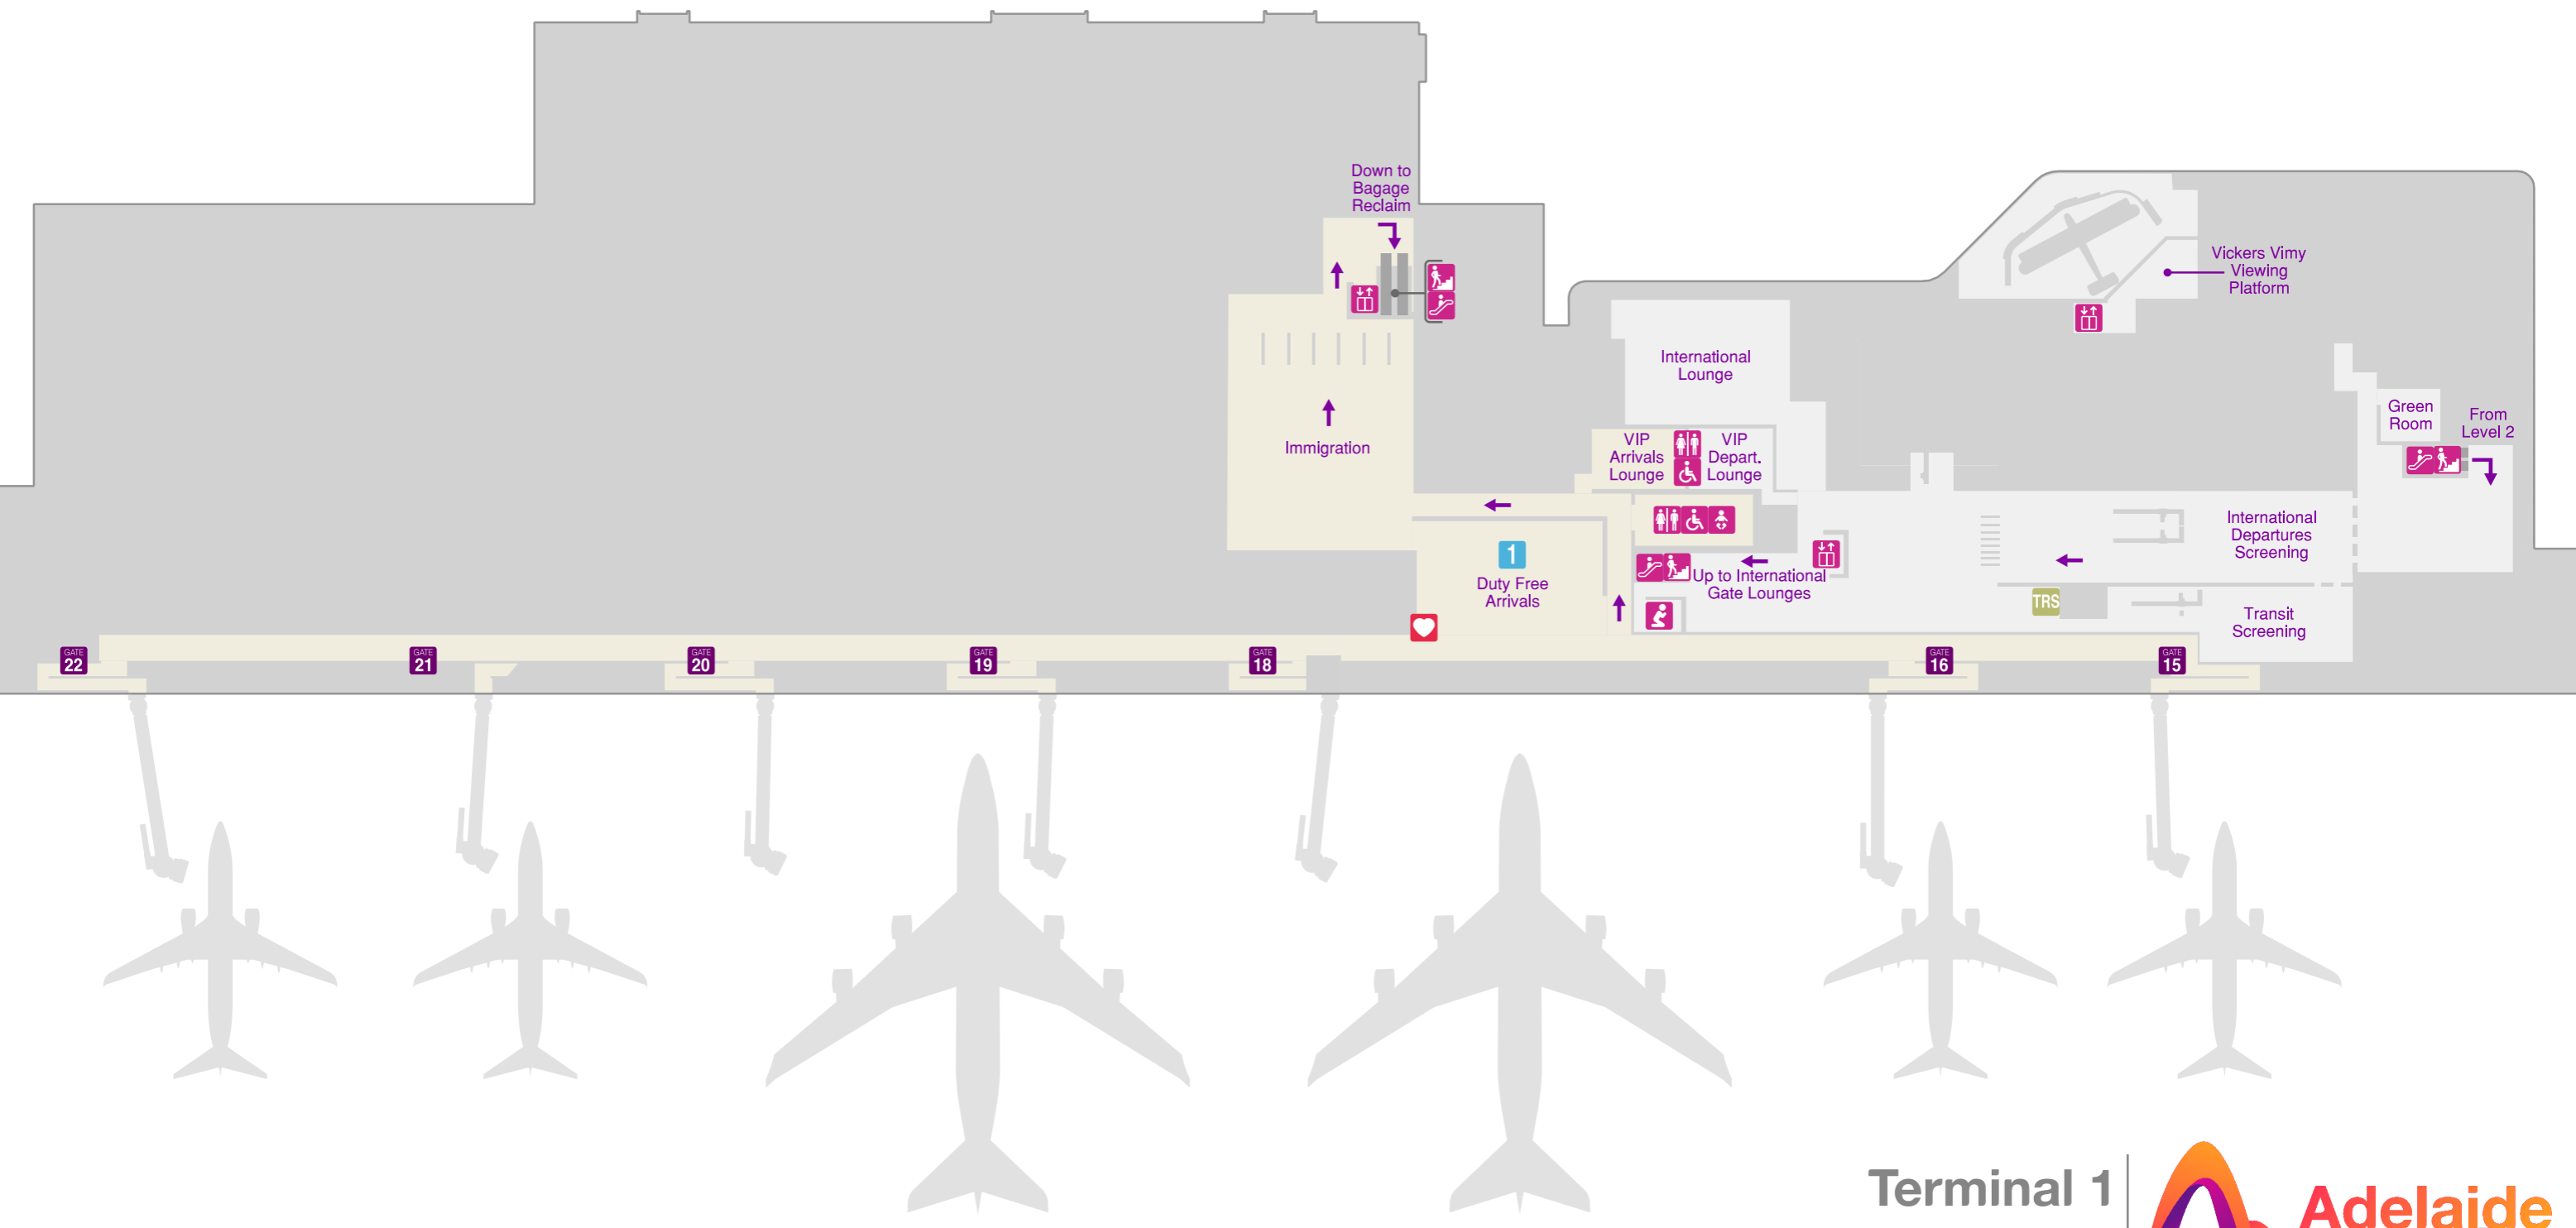 Down to
Bagage
Reclaim
Vickers Vimy
Viewing
Platform
International
Lounge
Green
Room
From
Level 2
Immigration
VIP
Arrivals
Lounge
VIP
Depart.
Lounge
International
Departures
Screening
1
Duty Free
Arrivals
Up to International
Gate Lounges
TRS
Transit
Screening
GATE
22
GATE
21
GATE
20
GATE
19
GATE
18
GATE
16
GATE
15
Terminal 1
Adelaide